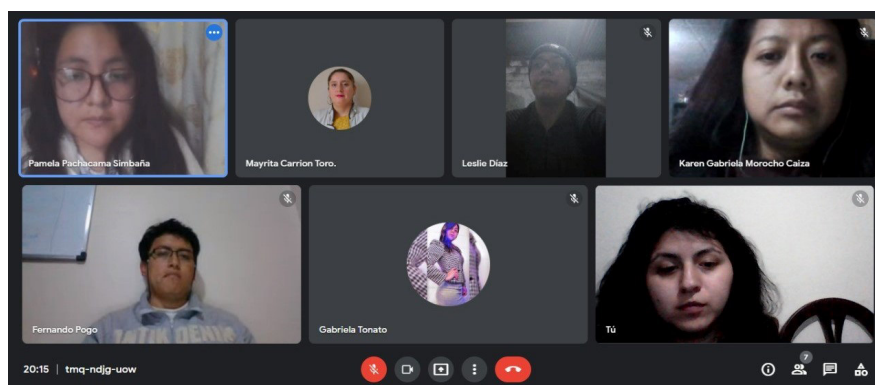 Pamela Pachacama Simbaña
Mayrita Carrion Toro.
Leslie Díaz
Karen Gabriela Morocho Caiza
Fernando Pogo
Gabriela Tonato
Tú
20:15 | tmq-ndjg-uow
7